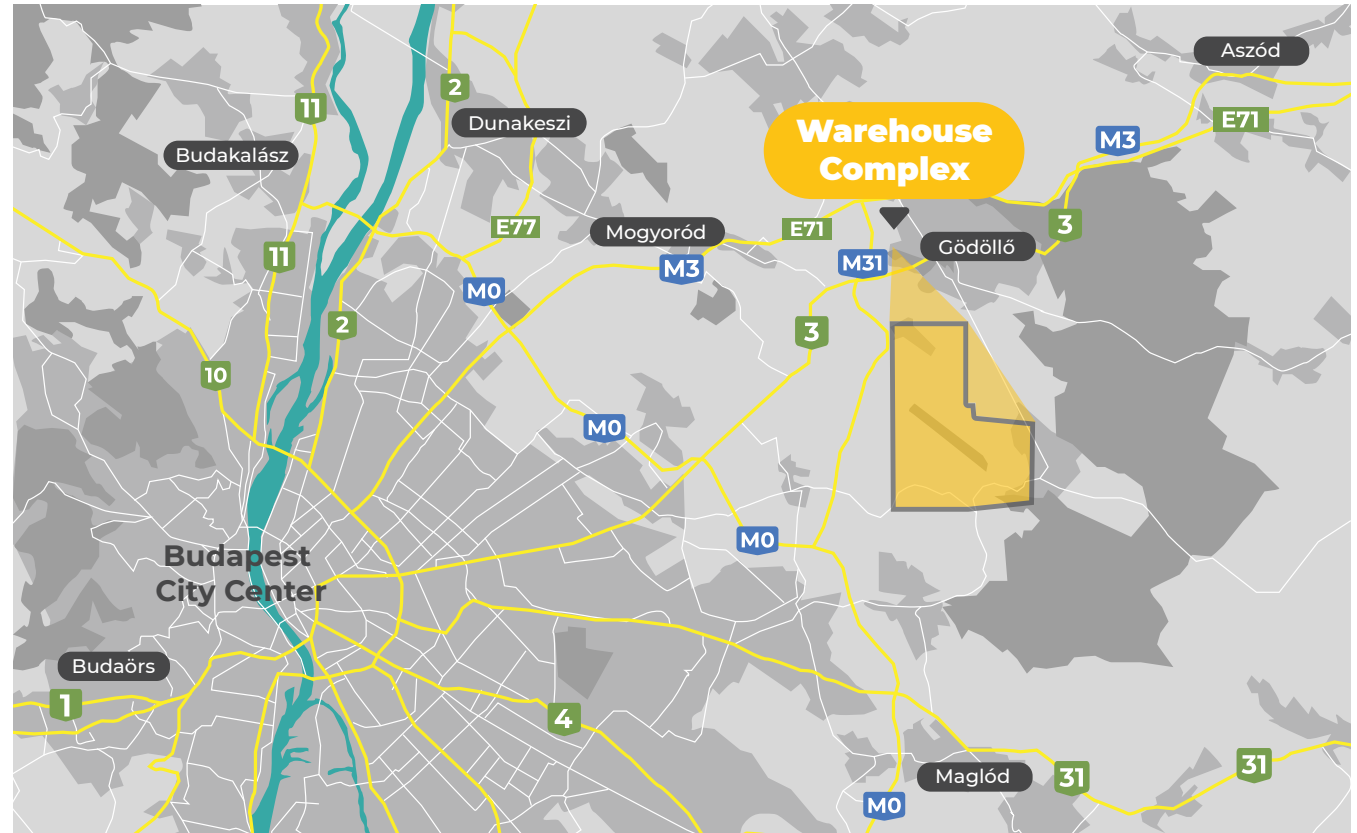 Aszód
2
11
Dunakeszi
E71
Warehouse
Complex
M3
Budakalász
3
E77
Mogyoród
E71
Gödöllő
11
M3
M31
M0
2
3
10
M0
M0
Budapest
City Center
Budaörs
1
4
31
31
Maglód
M0